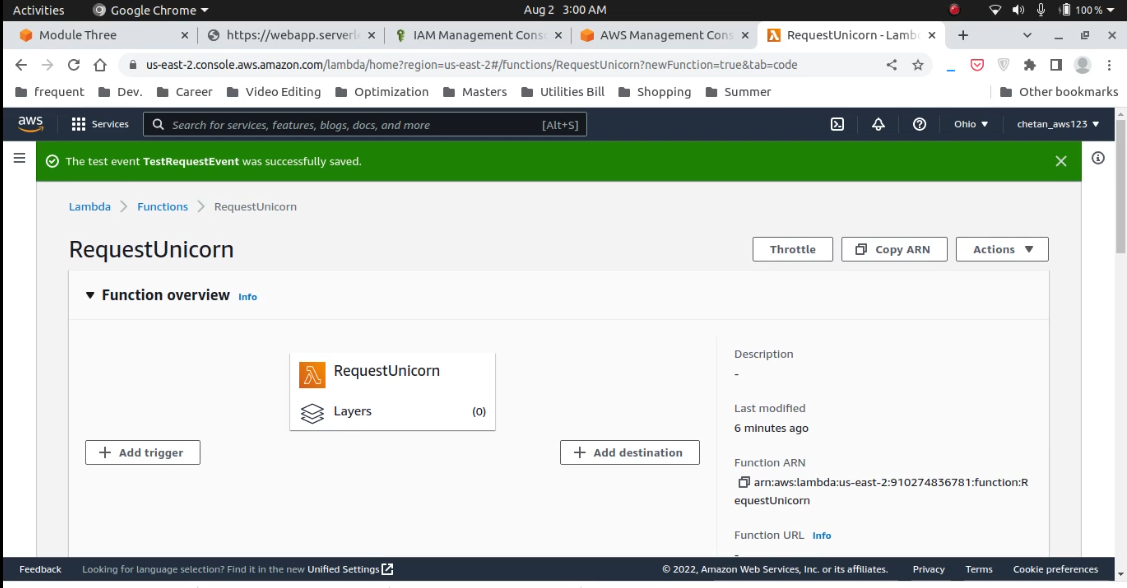 Activities Google Chrome Aug 2 3:00 AM 100 %
Module Three https://webapp.serverle IAM Management Conso AWS Management Cons RequestUnicorn - Lamb
us-east-2.console.aws.amazon.com/lambda/home?region=us-east-2#/functions/RequestUnicorn?newFunction=true&tab=code
frequent Dev. Career Video Editing Optimization Masters Utilities Bill Shopping Summer Other bookmarks
aws Services Search for services, features, blogs, docs, and more [Alt+S] Ohio chetan_aws123
The test event TestRequestEvent was successfully saved.
Lambda Functions RequestUnicorn
RequestUnicorn Throttle Copy ARN Actions
Function overview Info
RequestUnicorn
Layers (0)
Add trigger
Add destination
Description
-
Last modified
6 minutes ago
Function ARN
arn:aws:lambda:us-east-2:910274836781:function:R
equestUnicorn
Function URL Info
-
Feedback Looking for language selection? Find it in the new Unified Settings © 2022, Amazon Web Services, Inc. or its affiliates. Privacy Terms Cookie preferences